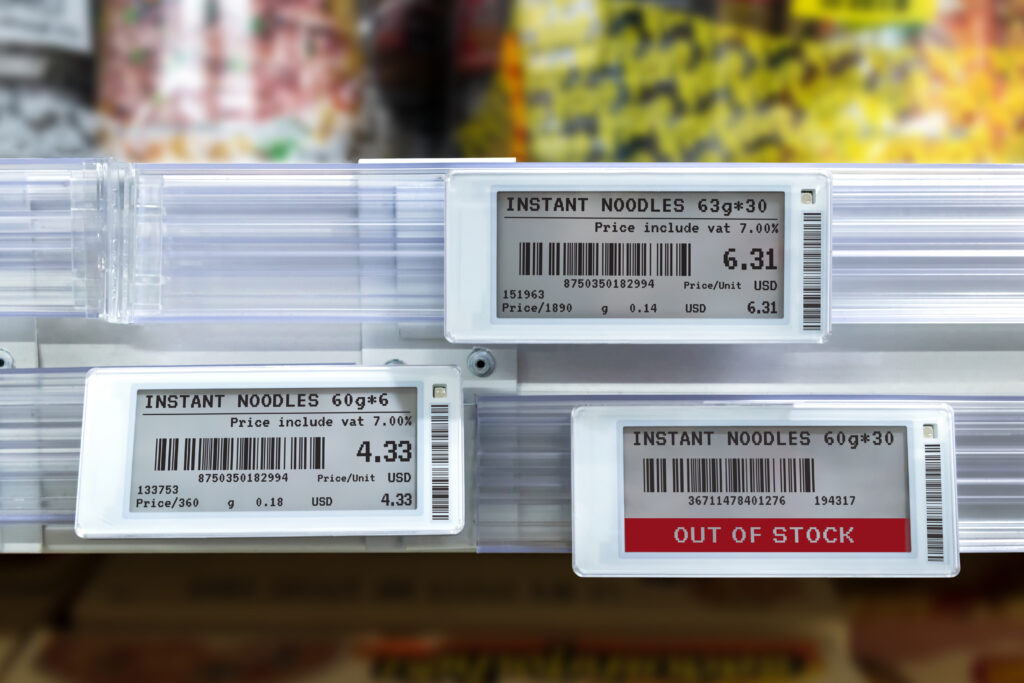 INSTANT NOODLES 63g*30
Price include vat 7.00%
6.31
8750350182994 Price/Unit USD
151963
Price/1890 g 0.14 USD 6.31
INSTANT NOODLES 60g*6
Price include vat 7.00%
4.33
8750350182994 Price/Unit USD
133753
Price/360 g 0.18 USD 4.33
INSTANT NOODLES 60g*30
36711478401276 194317
OUT OF STOCK